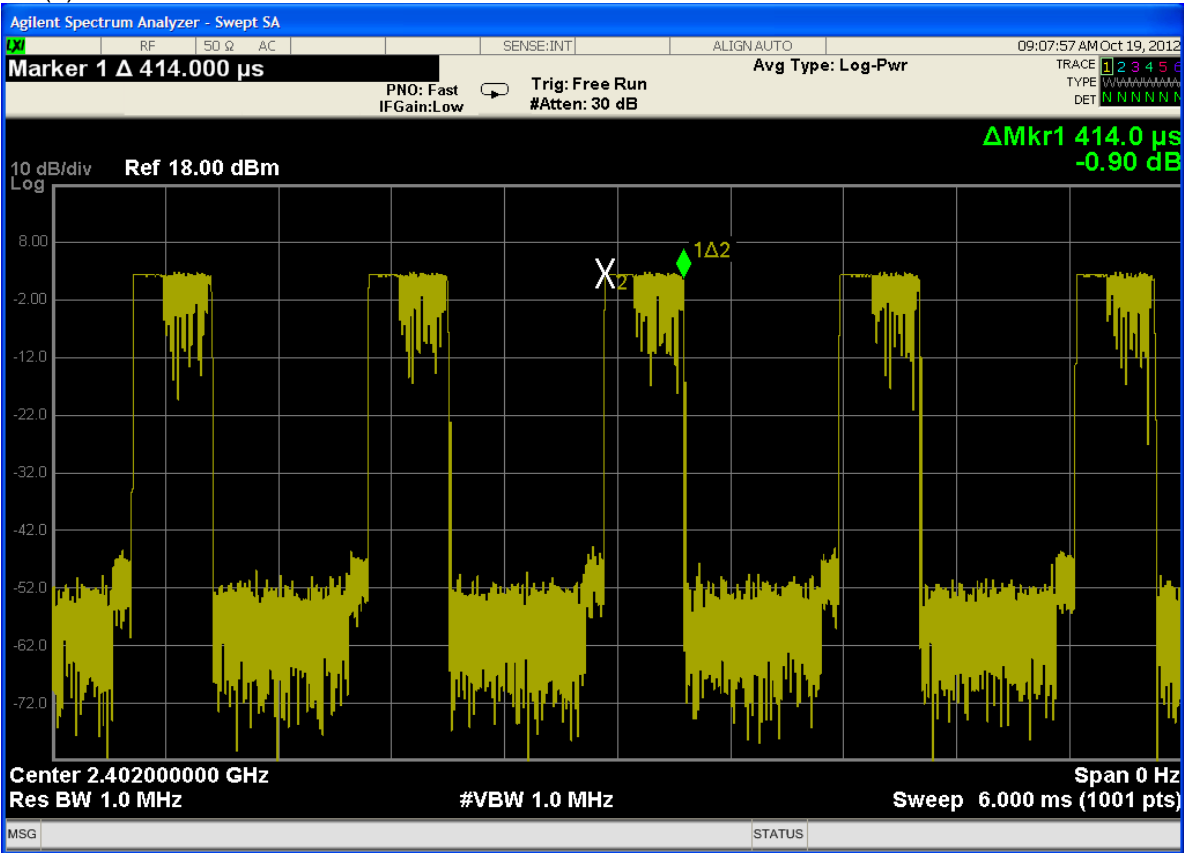 Agilent Spectrum Analyzer - Swept SA
LXI RF 50 Ω AC SENSE:INT ALIGN AUTO 09:07:57 AM Oct 19, 2012
Marker 1 Δ 414.000 µs Avg Type: Log-Pwr TRACE 1 2 3 4 5 6
PNO: Fast Trig: Free Run TYPE
IFGain:Low #Atten: 30 dB DET N N N N N N
ΔMkr1 414.0 µs
-0.90 dB
10 dB/div Ref 18.00 dBm
Log
8.00
1Δ2
X2
-2.00
-12.0
-22.0
-32.0
-42.0
-52.0
-62.0
-72.0
Center 2.402000000 GHz Span 0 Hz
Res BW 1.0 MHz #VBW 1.0 MHz Sweep 6.000 ms (1001 pts)
MSG STATUS